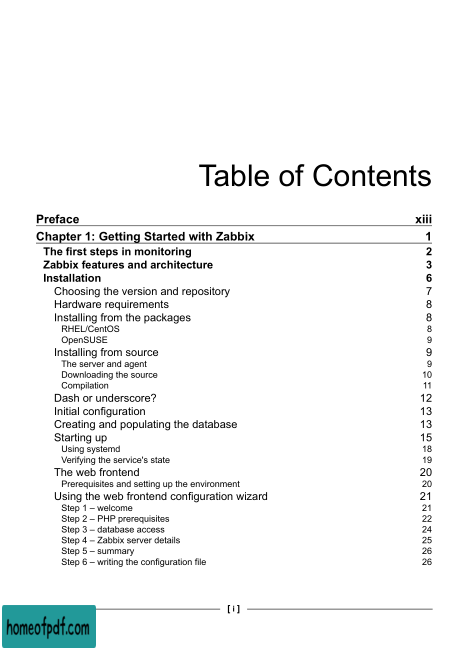 Table of Contents
Preface xiii
Chapter 1: Getting Started with Zabbix 1
The first steps in monitoring 2
Zabbix features and architecture 3
Installation 6
Choosing the version and repository 7
Hardware requirements 8
Installing from the packages 8
RHEL/CentOS 8
OpenSUSE 9
Installing from source 9
The server and agent 9
Downloading the source 10
Compilation 11
Dash or underscore? 12
Initial configuration 13
Creating and populating the database 13
Starting up 15
Using systemd 18
Verifying the service's state 19
The web frontend 20
Prerequisites and setting up the environment 20
Using the web frontend configuration wizard 21
Step 1 – welcome 21
Step 2 – PHP prerequisites 22
Step 3 – database access 24
Step 4 – Zabbix server details 25
Step 5 – summary 26
Step 6 – writing the configuration file 26
[ i ]
homeofpdf.com